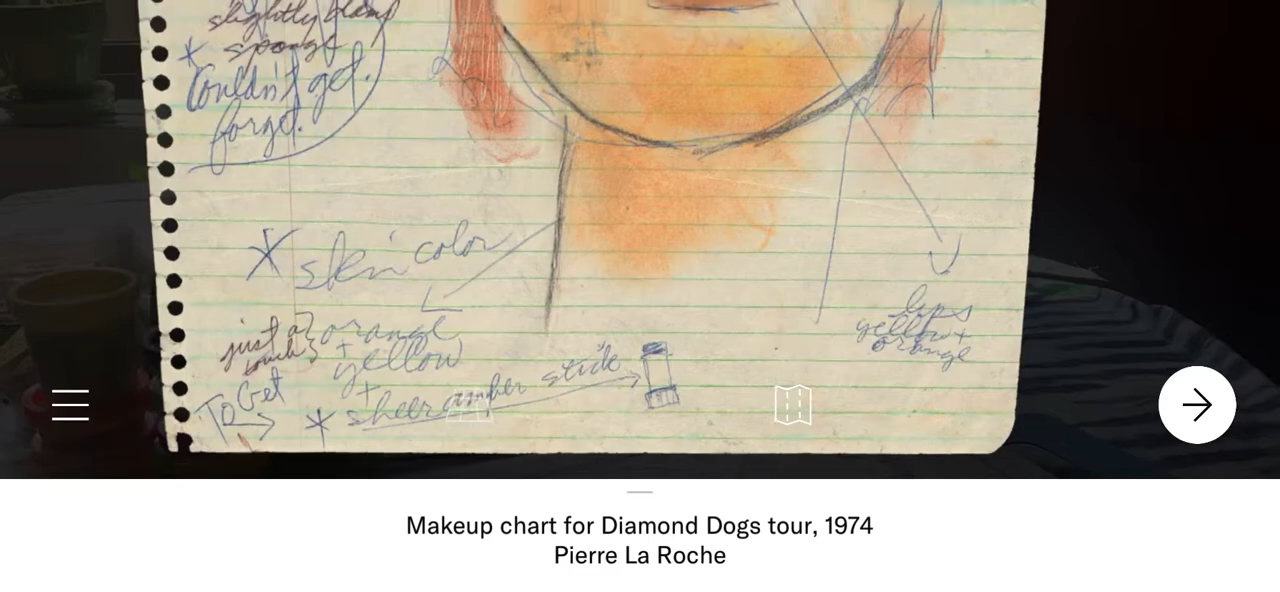 slightly damp
sponge
* Couldn't get.
forget.
* skin color
just a
touch
orange
+
yellow
+
To Get
* sheer amber stick
lips
yellow +
orange
Makeup chart for Diamond Dogs tour, 1974
Pierre La Roche